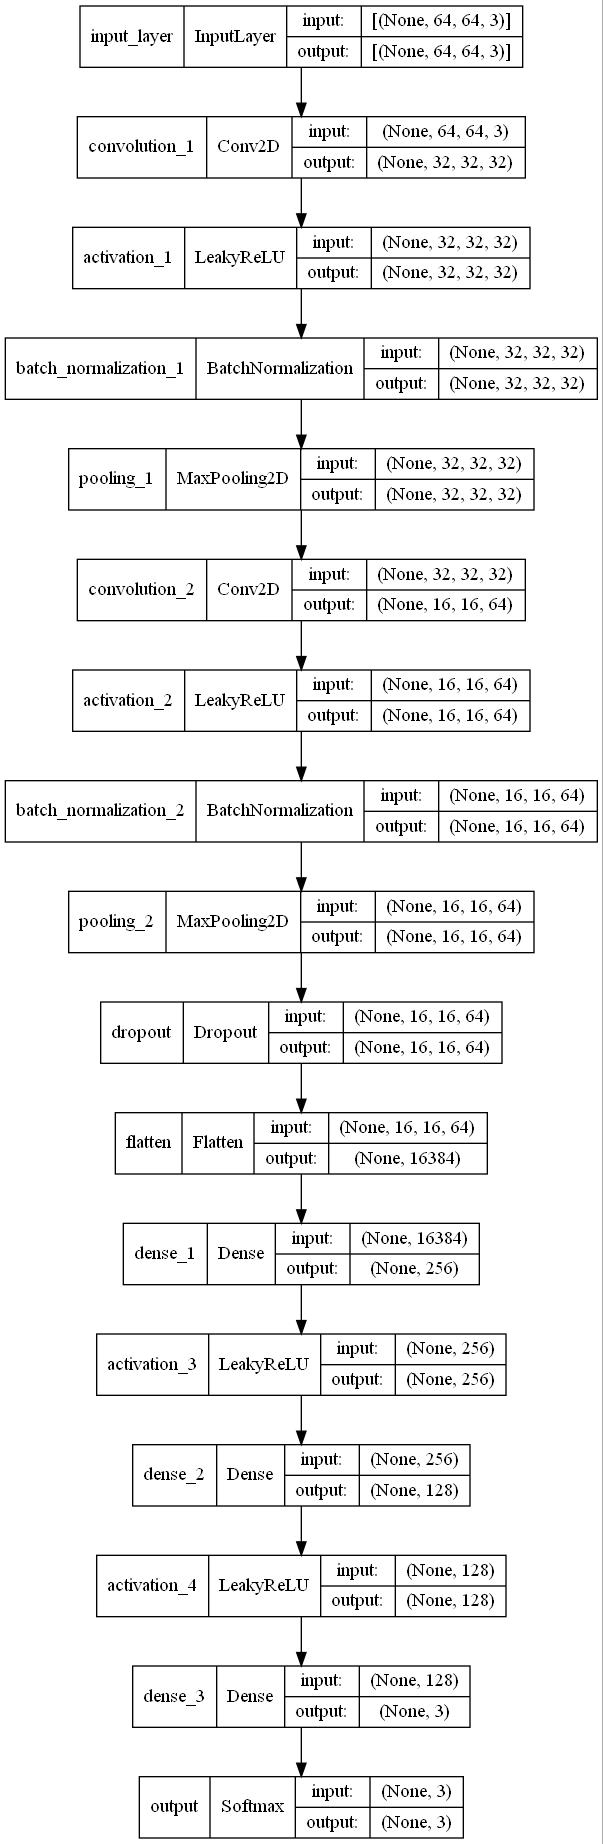 input_layer InputLayer input: [(None, 64, 64, 3)]
output: [(None, 64, 64, 3)]
convolution_1 Conv2D input: (None, 64, 64, 3)
output: (None, 32, 32, 32)
activation_1 LeakyReLU input: (None, 32, 32, 32)
output: (None, 32, 32, 32)
batch_normalization_1 BatchNormalization input: (None, 32, 32, 32)
output: (None, 32, 32, 32)
pooling_1 MaxPooling2D input: (None, 32, 32, 32)
output: (None, 32, 32, 32)
convolution_2 Conv2D input: (None, 32, 32, 32)
output: (None, 16, 16, 64)
activation_2 LeakyReLU input: (None, 16, 16, 64)
output: (None, 16, 16, 64)
batch_normalization_2 BatchNormalization input: (None, 16, 16, 64)
output: (None, 16, 16, 64)
pooling_2 MaxPooling2D input: (None, 16, 16, 64)
output: (None, 16, 16, 64)
dropout Dropout input: (None, 16, 16, 64)
output: (None, 16, 16, 64)
flatten Flatten input: (None, 16, 16, 64)
output: (None, 16384)
dense_1 Dense input: (None, 16384)
output: (None, 256)
activation_3 LeakyReLU input: (None, 256)
output: (None, 256)
dense_2 Dense input: (None, 256)
output: (None, 128)
activation_4 LeakyReLU input: (None, 128)
output: (None, 128)
dense_3 Dense input: (None, 128)
output: (None, 3)
output Softmax input: (None, 3)
output: (None, 3)